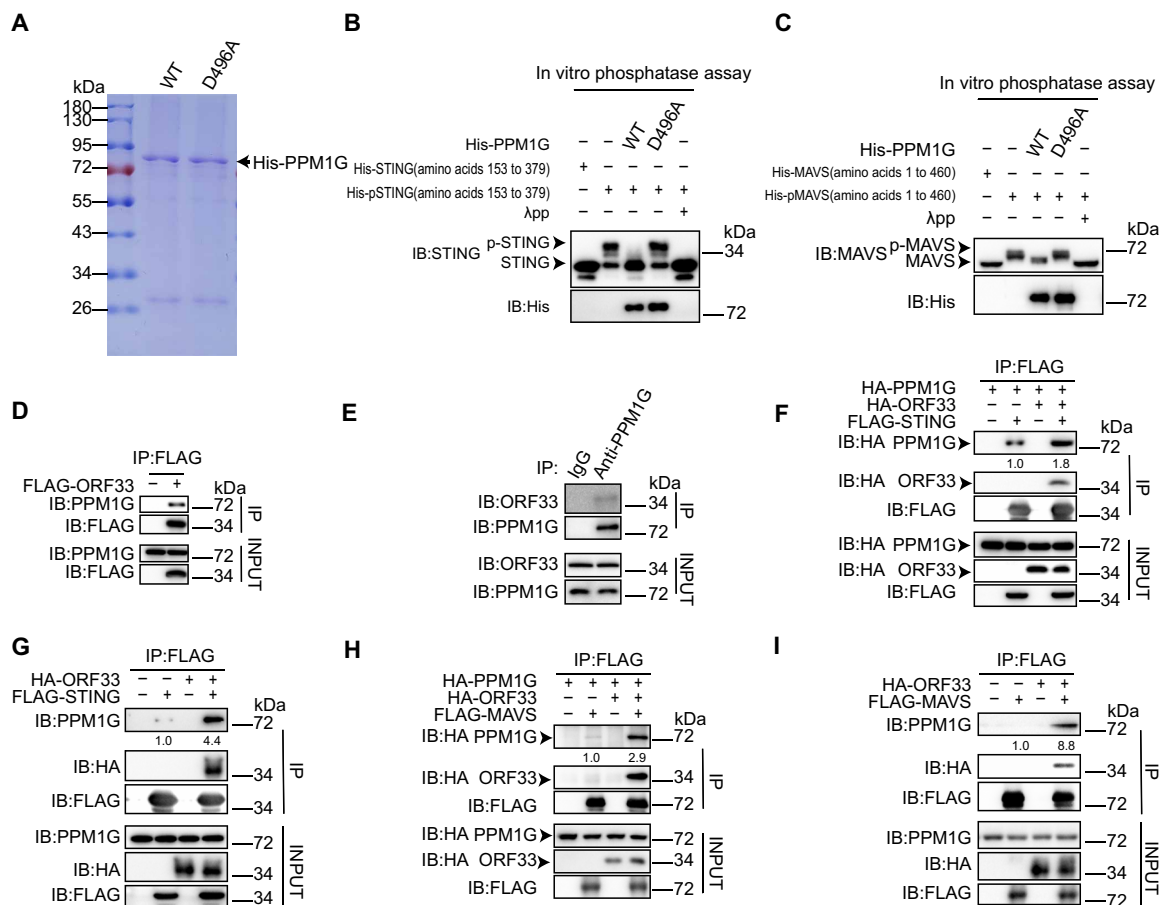 A
WT
D496A
kDa
180
130
95
72
55
43
34
26
His-PPM1G
B
In vitro phosphatase assay
WT
D496A
His-PPM1G – – – 
His-STING(amino acids 153 to 379) + – – – –
His-pSTING(amino acids 153 to 379) – + + + +
λpp – – – – +
kDa
IB:STING p-STING 34
STING
IB:His 72
C
In vitro phosphatase assay
WT
D496A
His-PPM1G – – –
His-MAVS(amino acids 1 to 460) + – – – –
His-pMAVS(amino acids 1 to 460) – + + + +
λpp – – – – +
kDa
IB:MAVS p-MAVS 72
MAVS
IB:His 72
D
IP:FLAG
FLAG-ORF33 – + kDa
IB:PPM1G 72 IP
IB:FLAG 34
IB:PPM1G 72 INPUT
IB:FLAG 34
E
IP: IgG Anti-PPM1G kDa
IB:ORF33 34 IP
IB:PPM1G 72
IB:ORF33 34 INPUT
IB:PPM1G 72
F
IP:FLAG
HA-PPM1G + + + +
HA-ORF33 – – + +
FLAG-STING – + – + kDa
IB:HA PPM1G 72 IP
1.0 1.8
IB:HA ORF33 34
IB:FLAG 34
IB:HA PPM1G 72 INPUT
IB:HA ORF33 34
IB:FLAG 34
G
IP:FLAG
HA-ORF33 – – + +
FLAG-STING – + – + kDa
IB:PPM1G 72 IP
1.0 4.4
IB:HA 34
IB:FLAG 34
IB:PPM1G 72 INPUT
IB:HA 34
IB:FLAG 34
H
IP:FLAG
HA-PPM1G + + + +
HA-ORF33 – – + +
FLAG-MAVS – + – + kDa
IB:HA PPM1G 72 IP
1.0 2.9
IB:HA ORF33 34
IB:FLAG 72
IB:HA PPM1G 72 INPUT
IB:HA ORF33 34
IB:FLAG 72
I
IP:FLAG
HA-ORF33 – – + +
FLAG-MAVS – + – + kDa
IB:PPM1G 72 IP
1.0 8.8
IB:HA 34
IB:FLAG 72
IB:PPM1G 72 INPUT
IB:HA 34
IB:FLAG 72